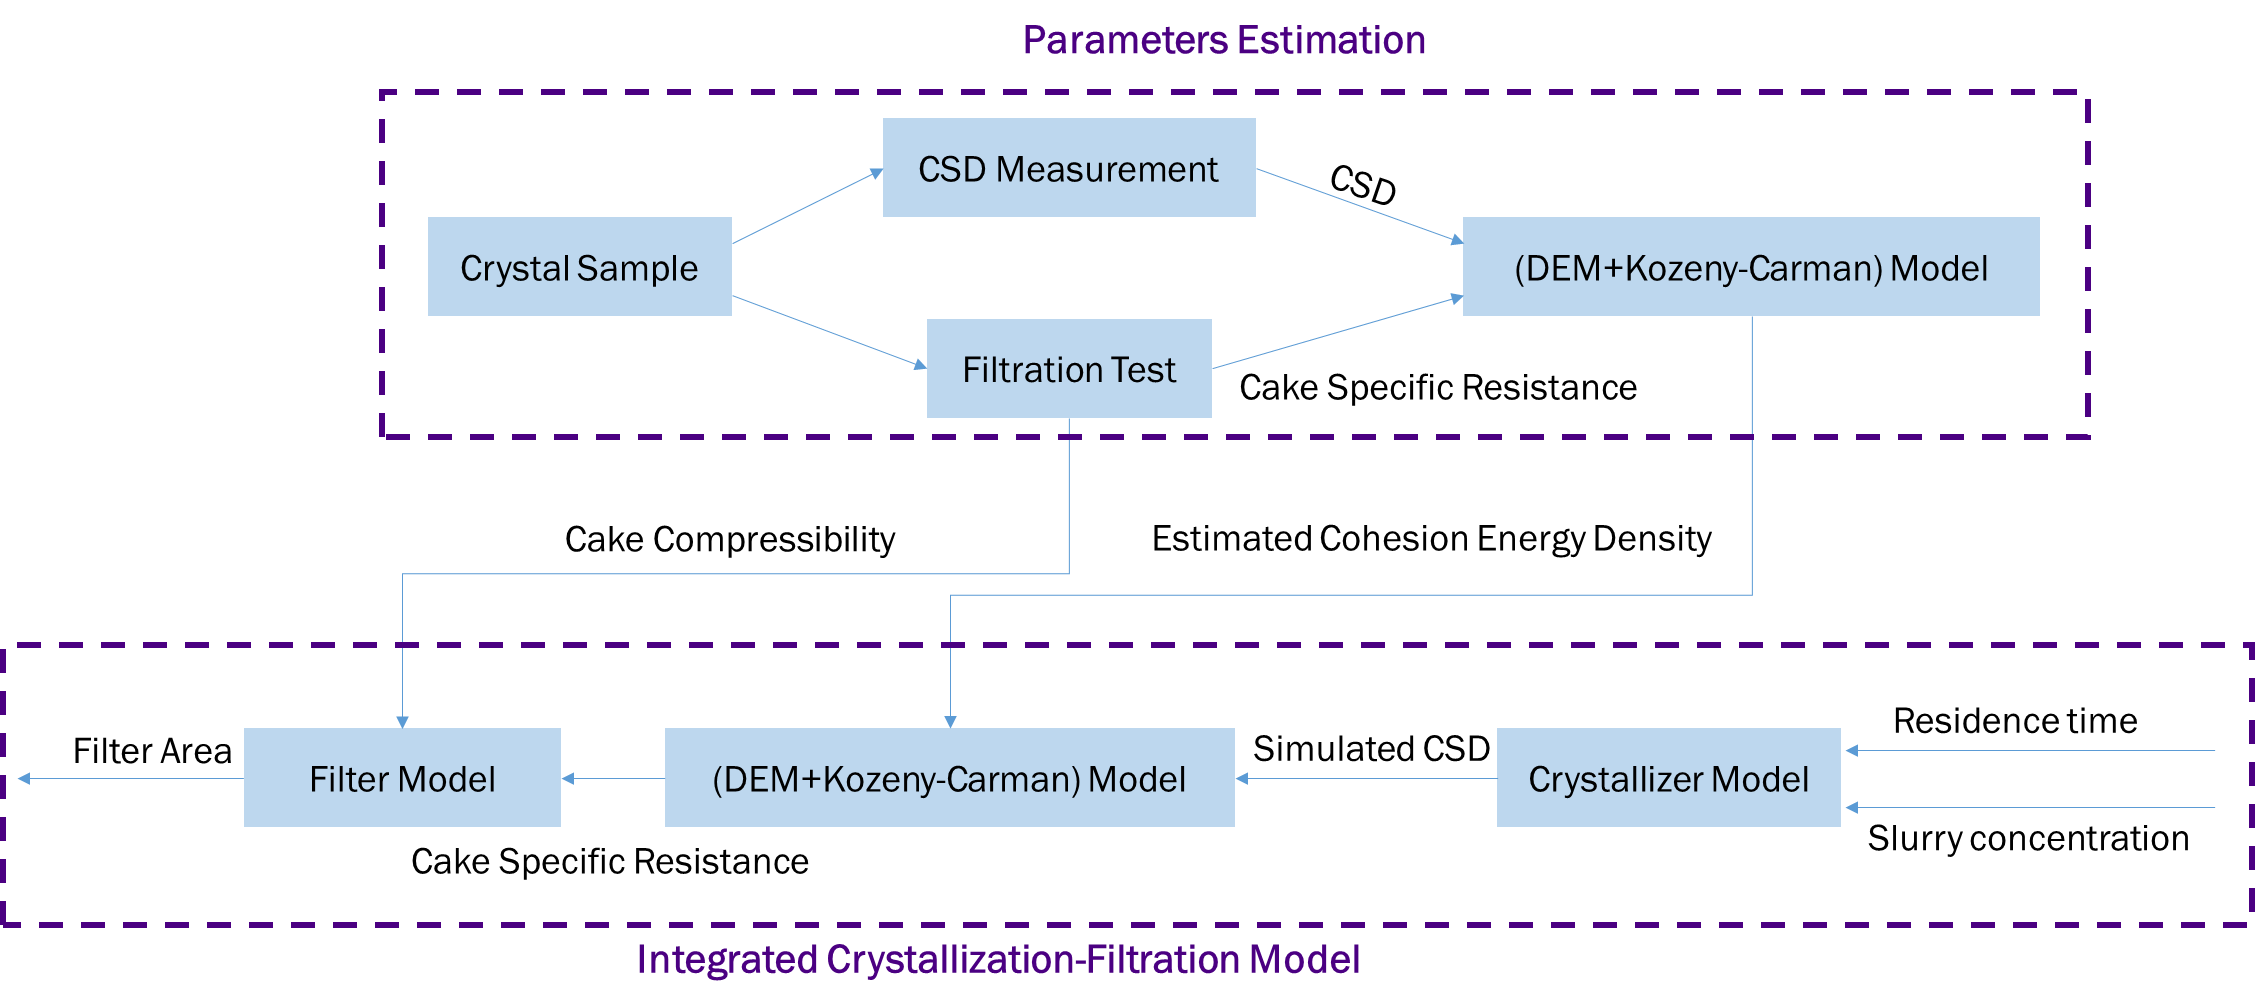 Parameters Estimation
CSD Measurement
CSD
Crystal Sample
(DEM+Kozeny-Carman) Model
Filtration Test
Cake Specific Resistance
Cake Compressibility
Estimated Cohesion Energy Density
Filter Area
Filter Model
(DEM+Kozeny-Carman) Model
Simulated CSD
Crystallizer Model
Residence time
Slurry concentration
Cake Specific Resistance
Integrated Crystallization-Filtration Model